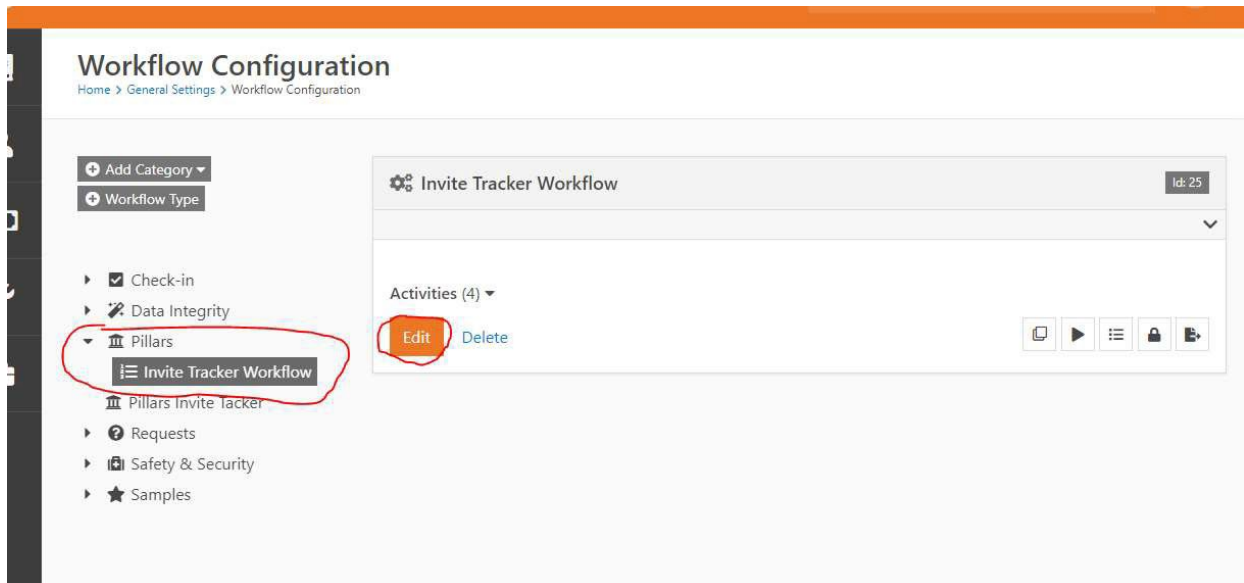 Workflow Configuration
Home > General Settings > Workflow Configuration
Add Category
Workflow Type
Check-in
Data Integrity
Pillars
Invite Tracker Workflow
Pillars Invite Tacker
Requests
Safety & Security
Samples
Invite Tracker Workflow
Id: 25
Activities (4)
Edit Delete